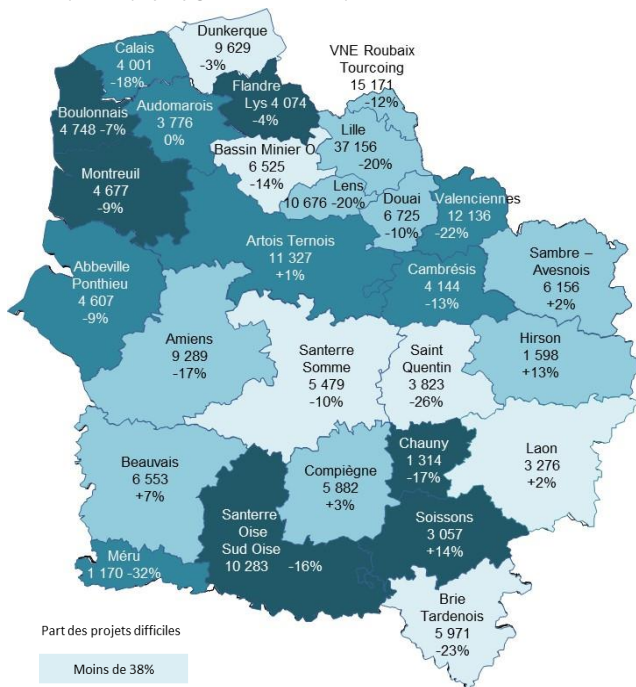 Dunkerque
9 629
-3%
Calais
4 001
-18%
VNE Roubaix
Tourcoing
15 171
-12%
Flandre
Lys 4 074
-4%
Boulonnais
4 748 -7%
Audomarois
3 776
0%
Lille
37 156
-20%
Bassin Minier O.
6 525
-14%
Montreuil
4 677
-9%
Lens
10 676 -20%
Douai
6 725
-10%
Valenciennes
12 136
-22%
Artois Ternois
11 327
+1%
Sambre –
Avesnois
6 156
+2%
Abbeville
Ponthieu
4 607
-9%
Cambrésis
4 144
-13%
Amiens
9 289
-17%
Santerre
Somme
5 479
-10%
Saint
Quentin
3 823
-26%
Hirson
1 598
+13%
Chauny
1 314
-17%
Laon
3 276
+2%
Beauvais
6 553
+7%
Compiègne
5 882
+3%
Santerre
Oise
Sud Oise
10 283 -16%
Soissons
3 057
+14%
Méru
1 170 -32%
Brie
Tardenois
5 971
-23%
Part des projets difficiles
Moins de 38%